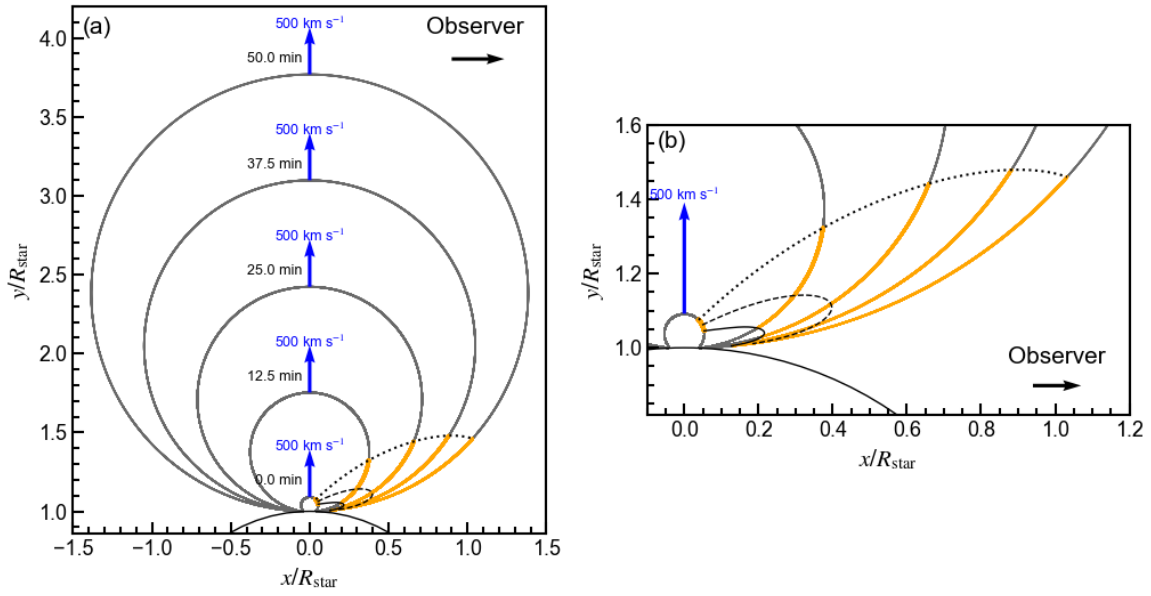 (a)
Observer
500 km s⁻¹
50.0 min
500 km s⁻¹
37.5 min
500 km s⁻¹
25.0 min
500 km s⁻¹
12.5 min
500 km s⁻¹
0.0 min
4.0
3.5
3.0
2.5
2.0
1.5
1.0
y/R_star
−1.5 −1.0 −0.5 0.0 0.5 1.0 1.5
x/R_star
(b)
500 km s⁻¹
Observer
1.6
1.4
1.2
1.0
y/R_star
0.0 0.2 0.4 0.6 0.8 1.0 1.2
x/R_star